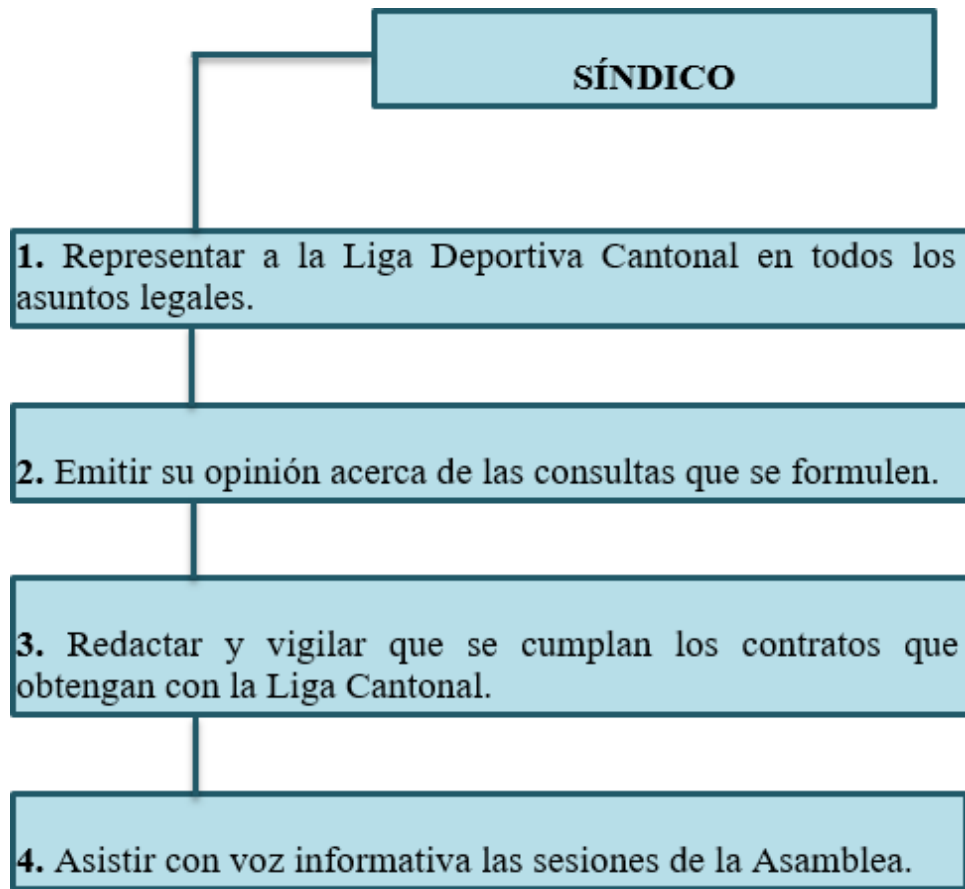 SÍNDICO
1. Representar a la Liga Deportiva Cantonal en todos los
asuntos legales.
2. Emitir su opinión acerca de las consultas que se formulen.
3. Redactar y vigilar que se cumplan los contratos que
obtengan con la Liga Cantonal.
4. Asistir con voz informativa las sesiones de la Asamblea.